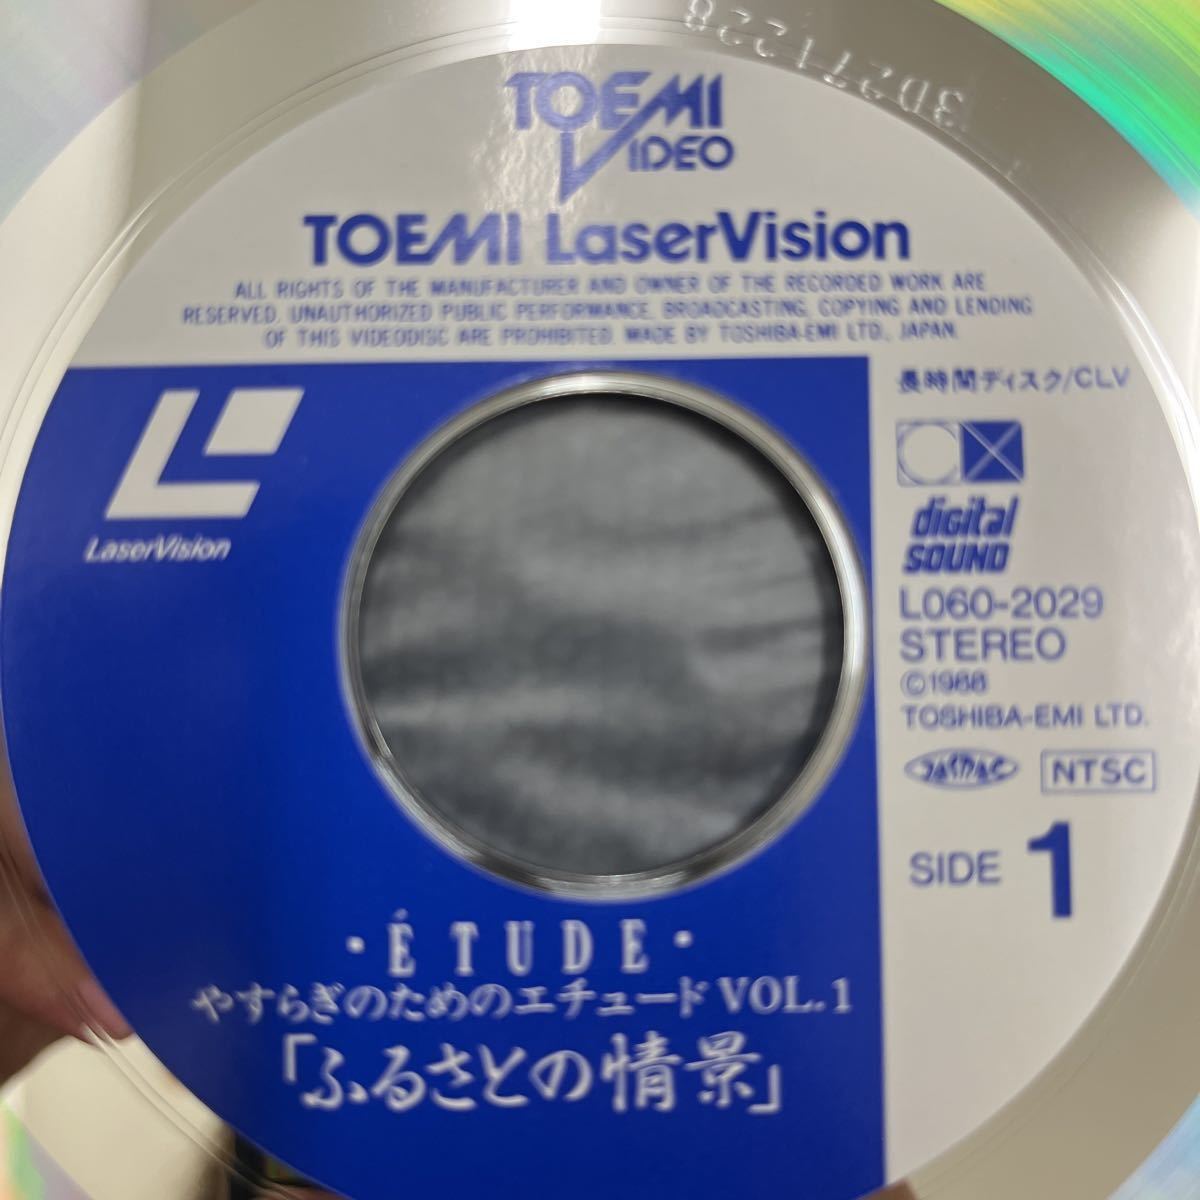 3D271228
TOEMI
VIDEO
TOEMI LaserVision
ALL RIGHTS OF THE MANUFACTURER AND OWNER OF THE RECORDED WORK ARE
RESERVED. UNAUTHORIZED PUBLIC PERFORMANCE, BROADCASTING, COPYING AND LENDING
OF THIS VIDEODISC ARE PROHIBITED. MADE BY TOSHIBA-EMI LTD., JAPAN.
長時間ディスク/CLV
LaserVision
digital
SOUND
L060-2029
STEREO
©1988
TOSHIBA-EMI LTD.
JASRAC
NTSC
SIDE 1
・ÉTUDE・
やすらぎのためのエチュード VOL.1
「ふるさとの情景」